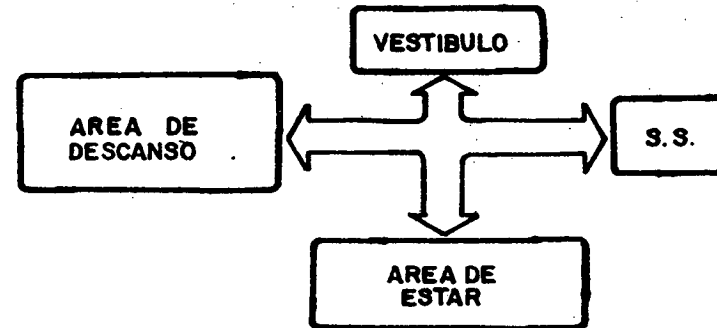 VESTIBULO
AREA DE
DESCANSO
S.S.
AREA DE
ESTAR